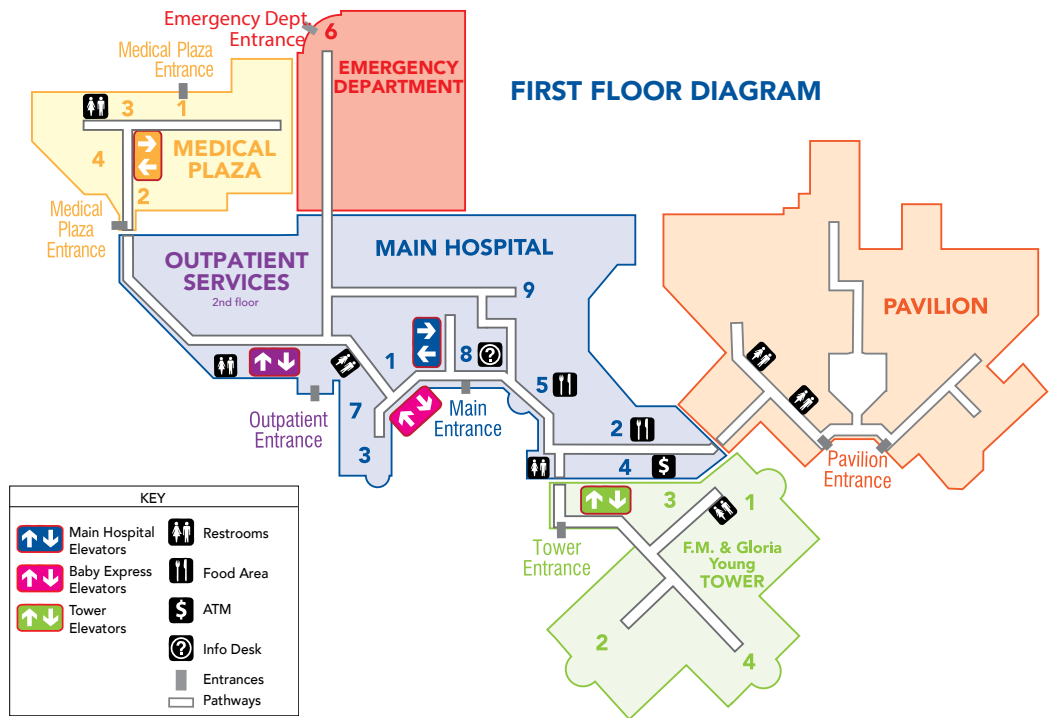 FIRST FLOOR DIAGRAM
Emergency Dept.
Entrance
6
EMERGENCY
DEPARTMENT
Medical Plaza
Entrance
3
1
4
MEDICAL
PLAZA
2
Medical
Plaza
Entrance
OUTPATIENT
SERVICES
2nd floor
MAIN HOSPITAL
9
1
8
?
5
7
3
2
4
$
Outpatient
Entrance
Main
Entrance
PAVILION
Pavilion
Entrance
3
1
F.M. & Gloria
Young
TOWER
2
4
Tower
Entrance
KEY
Main Hospital
Elevators
Baby Express
Elevators
Tower
Elevators
Restrooms
Food Area
$
ATM
?
Info Desk
Entrances
Pathways